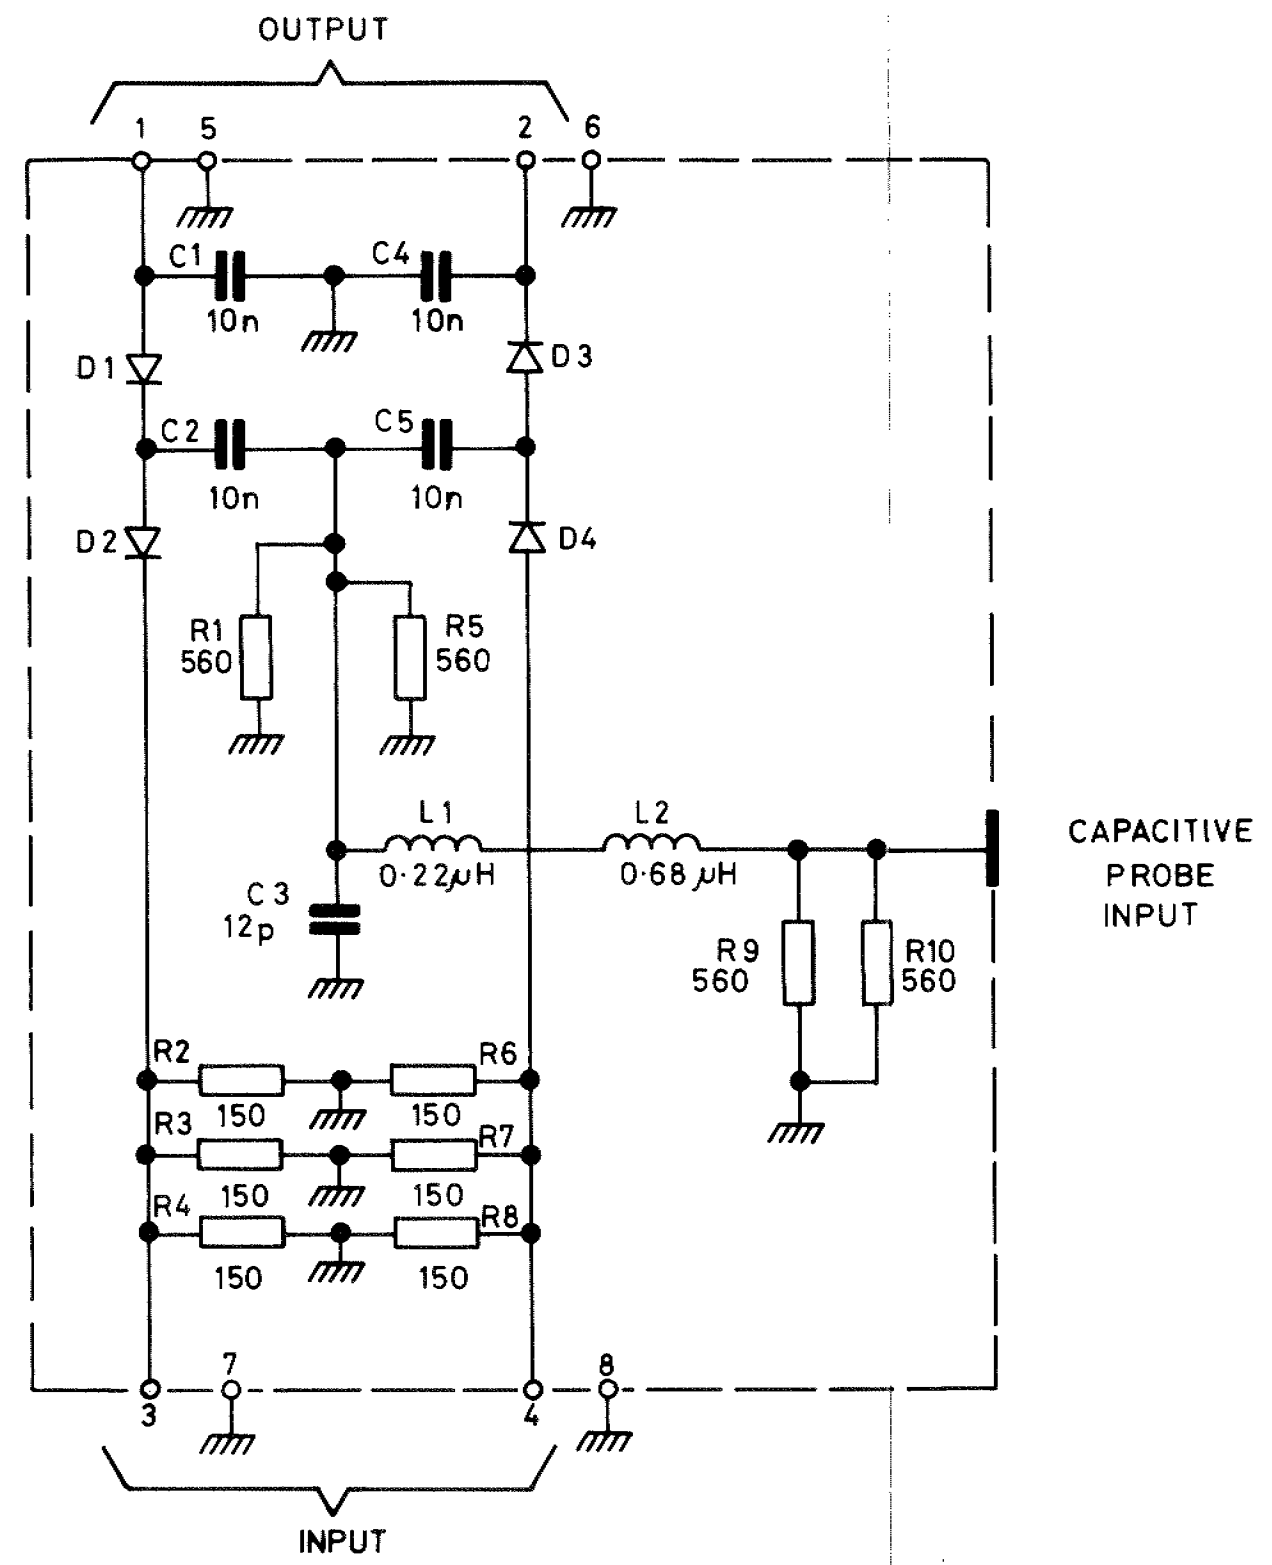 OUTPUT
1 5 2 6
C1 C4
10n 10n
D1 D3
C2 C5
10n 10n
D2 D4
R1 R5
560 560
L1 L2
0·22µH 0·68µH
CAPACITIVE
PROBE
INPUT
C3
12p
R9 R10
560 560
R2 R6
150 150
R3 R7
150 150
R4 R8
150 150
7 8
3 4
INPUT